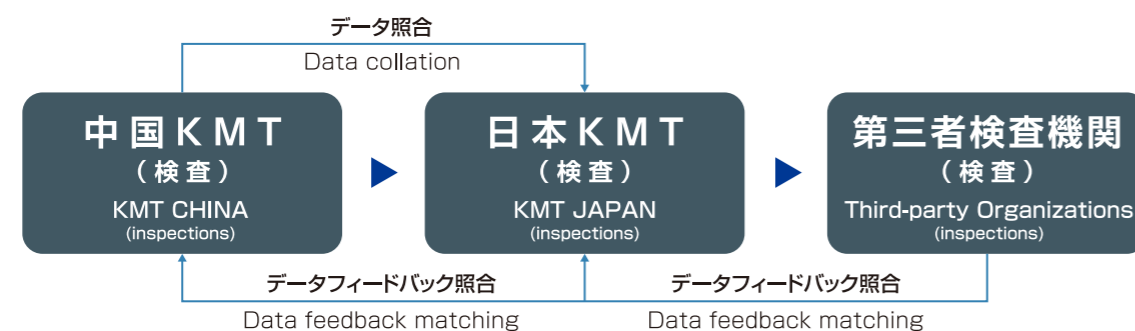 データ照合
Data collation
中国KMT
（検査）
KMT CHINA
(inspections)
日本KMT
（検査）
KMT JAPAN
(inspections)
第三者検査機関
（検査）
Third-party Organizations
(inspections)
データフィードバック照合
Data feedback matching
データフィードバック照合
Data feedback matching